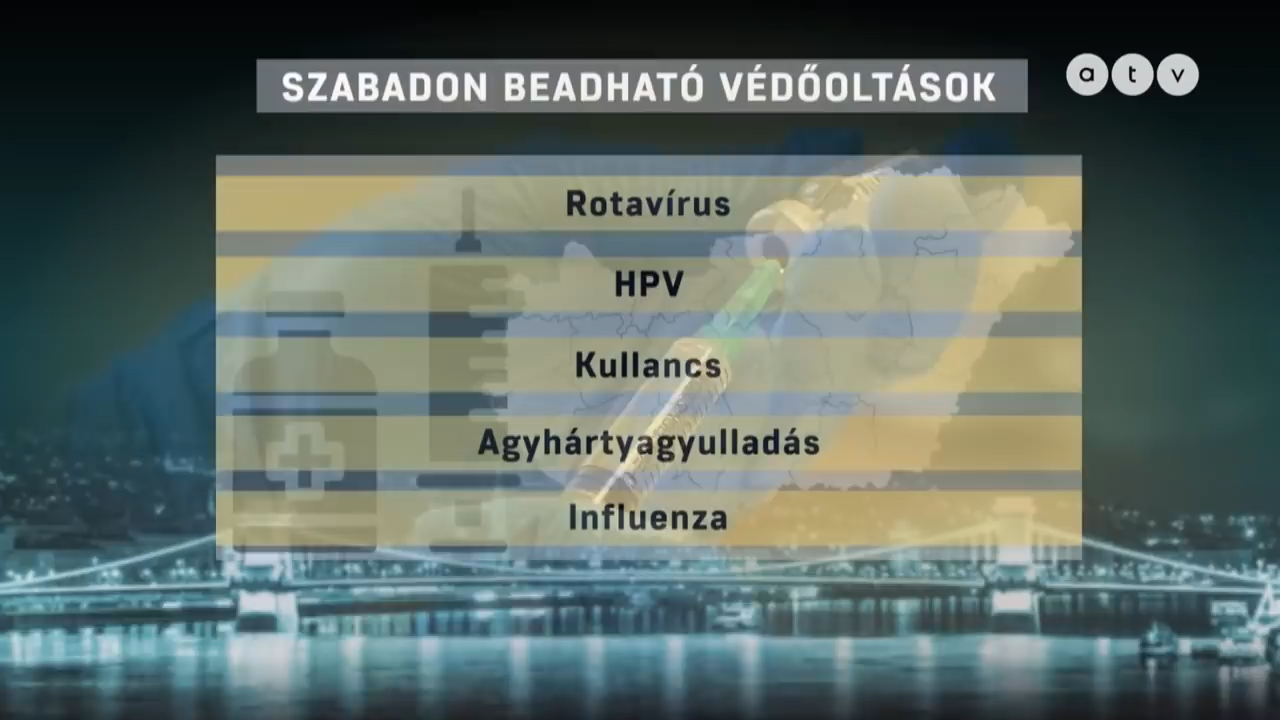 SZABADON BEADHATÓ VÉDŐOLTÁSOK
atv
Rotavírus
HPV
Kullancs
Agyhártyagyulladás
Influenza